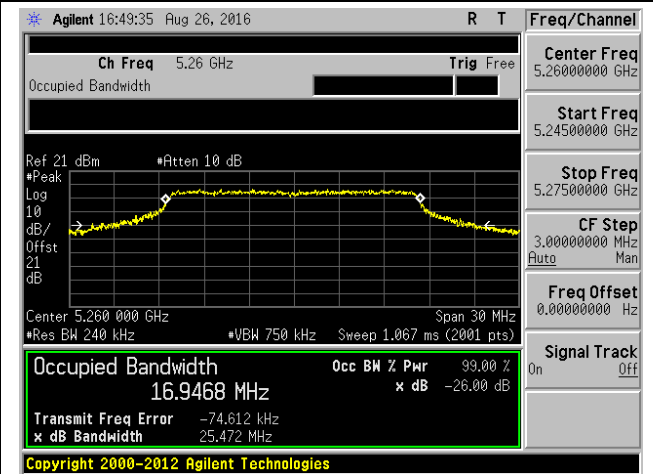 Agilent 16:49:35 Aug 26, 2016 R T
Freq/Channel
Ch Freq 5.26 GHz Trig Free
Occupied Bandwidth
Center Freq
5.26000000 GHz
Start Freq
5.24500000 GHz
Stop Freq
5.27500000 GHz
CF Step
3.00000000 MHz
Auto Man
Freq Offset
0.00000000 Hz
Signal Track
On Off
Ref 21 dBm #Atten 10 dB
#Peak
Log
10
dB/
Offst
21
dB
Center 5.260 000 GHz Span 30 MHz
#Res BW 240 kHz #VBW 750 kHz Sweep 1.067 ms (2001 pts)
Occupied Bandwidth Occ BW % Pwr 99.00 %
16.9468 MHz x dB -26.00 dB
Transmit Freq Error -74.612 kHz
x dB Bandwidth 25.472 MHz
Copyright 2000-2012 Agilent Technologies